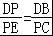 DP/PE = DB/PC